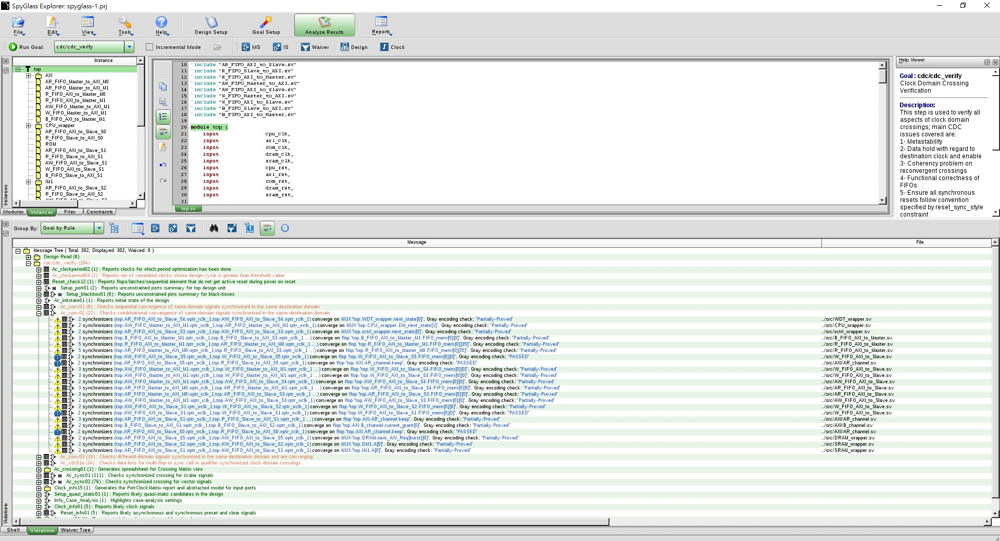 SpyGlass Explorer: spyglass-1.prj
File Edit View Tools Help Design Setup Goal Setup Analyze Results Reports
Run Goal: cdc/cdc_verify Incremental Mode MS IS Waiver Design Clock
Instance
top
AXI
AR_FIFO_Master_to_AXI_M0
AR_FIFO_Master_to_AXI_M1
R_FIFO_AXI_to_Master_M0
R_FIFO_AXI_to_Master_M1
AW_FIFO_Master_to_AXI_M1
W_FIFO_Master_to_AXI_M1
B_FIFO_AXI_to_Master_M1
CPU_wrapper
AR_FIFO_AXI_to_Slave_S0
R_FIFO_Slave_to_AXI_S0
ROM
AR_FIFO_AXI_to_Slave_S1
R_FIFO_Slave_to_AXI_S1
AW_FIFO_AXI_to_Slave_S1
W_FIFO_AXI_to_Slave_S1
B_FIFO_Slave_to_AXI_S1
IM1
AR_FIFO_AXI_to_Slave_S2
R_FIFO_Slave_to_AXI_S2
Instances
Modules Instances Files Constraints
10 `include "AR_FIFO_AXI_to_Slave.sv"
11 `include "R_FIFO_Slave_to_AXI.sv"
12 `include "R_FIFO_AXI_to_Master.sv"
13 `include "AW_FIFO_Master_to_AXI.sv"
14 `include "AW_FIFO_AXI_to_Slave.sv"
15 `include "W_FIFO_Master_to_AXI.sv"
16 `include "W_FIFO_AXI_to_Slave.sv"
17 `include "B_FIFO_Slave_to_AXI.sv"
18 `include "B_FIFO_AXI_to_Master.sv"
19
20 module top (
21 input cpu_clk,
22 input axi_clk,
23 input rom_clk,
24 input dram_clk,
25 input sram_clk,
26 input cpu_rst,
27 input axi_rst,
28 input rom_rst,
29 input dram_rst,
30 input sram_rst,
31
top.sv
Help Viewer
Goal : cdc/cdc_verify
Clock Domain Crossing
Verification
Description:
This step is used to verify all
aspects of clock domain
crossings; main CDC
issues covered are:
1- Metastability
2- Data hold with regard to
destination clock and enable
3- Coherency problem on
reconvergent crossings
4- Functional correctness of
FIFOs
5- Ensure all synchronous
resets follow convention
specified by reset_sync_style
constraint
Group By: Goal by Rule
Message File
Message Tree ( Total: 302, Displayed: 302, Waived: 0 )
Design Read (8)
cdc/cdc_verify (294)
Ac_clockperiod02 (1) : Reports clocks for which period optimization has been done
Ac_clockperiod03 (1) : Reports set of correlated clocks whose design cycle is greater than threshold value
Reset_check12 (1) : Reports flops/latches/sequential element that do not get active reset during power on reset
M Setup_port01 (2) : Reports unconstrained ports summary for top design unit
M Setup_blackbox01 (6) : Reports unconstrained pins summary for black-boxes
Ac_initstate01 (1) : Reports initial state of the design
Ac_conv01 (6) : Checks sequential convergence of same-domain signals synchronized in the same destination domain
Ac_conv02 (22) : Checks combinational convergence of same-domain signals synchronized in the same destination domain
2 synchronizers (top.AR_FIFO_AXI_to_Slave_S4.wptr_rclk_1,top.AW_FIFO_AXI_to_Slave_S4.wptr_rclk_1) converge on MUX 'top.WDT_wrapper.next_state[0]'. Gray encoding check: 'Partially-Proved' ../src/WDT_wrapper.sv
2 synchronizers (top.AW_FIFO_Master_to_AXI_M1.rptr_wclk_1,top.AR_FIFO_Master_to_AXI_M1.rptr_wclk_1) converge on MUX 'top.CPU_wrapper.DM_next_state[1]'. Gray encoding check: 'Partially-Proved' ../src/CPU_wrapper.sv
2 synchronizers (top.AR_FIFO_AXI_to_Slave_S3.wptr_rclk_1,top.AW_FIFO_AXI_to_Slave_S3.wptr_rclk_1) converge on MUX 'top.sctrl_wrapper.next_state[0]'. Gray encoding check: 'Partially-Proved' ../src/sctrl_wrapper.sv
3 synchronizers (top.B_FIFO_AXI_to_Master_M1.rptr_wclk_1,top.B_FIFO_Slave_to_AXI_S3.wptr_rclk_1 ...) converge on flop 'top.B_FIFO_AXI_to_Master_M1.FIFO_mem[0][0]'. Gray encoding check: 'Partially-Proved' ../src/B_FIFO_AXI_to_Master.sv
5 synchronizers (top.R_FIFO_AXI_to_Master_M1.rptr_wclk_1,top.AR_FIFO_Master_to_AXI_M0.wptr_rclk_1 ...) converge on flop 'top.R_FIFO_AXI_to_Master_M1.FIFO_mem[0][35]'. Gray encoding check: 'Partially-Proved' ../src/R_FIFO_AXI_to_Master.sv
5 synchronizers (top.AR_FIFO_Master_to_AXI_M0.wptr_rclk_1,top.AR_FIFO_AXI_to_Slave_S3.rptr_wclk_1 ...) converge on flop 'top.R_FIFO_AXI_to_Master_M0.FIFO_mem[0][35]'. Gray encoding check: 'Partially-Proved' ../src/R_FIFO_AXI_to_Master.sv
2 synchronizers (top.AW_FIFO_AXI_to_Slave_S5.rptr_wclk_1,top.W_FIFO_AXI_to_Slave_S5.rptr_wclk_1) converge on flop 'top.W_FIFO_AXI_to_Slave_S5.FIFO_mem[0][0]'. Gray encoding check: 'PASSED' ../src/W_FIFO_AXI_to_Slave.sv
2 synchronizers (top.AR_FIFO_AXI_to_Slave_S5.rptr_wclk_1,top.R_FIFO_Slave_to_AXI_S5.wptr_rclk_1) converge on flop 'top.AXI.AR_channel.keep'. Gray encoding check: 'PASSED' ../src/AXI/AR_channel.sv
3 synchronizers (top.AW_FIFO_Master_to_AXI_M1.wptr_rclk_1,top.W_FIFO_Master_to_AXI_M1.wptr_rclk_1 ...) converge on flop 'top.W_FIFO_AXI_to_Slave_S4.FIFO_mem[0][0]'. Gray encoding check: 'Partially-Proved' ../src/W_FIFO_AXI_to_Slave.sv
3 synchronizers (top.AW_FIFO_Master_to_AXI_M1.wptr_rclk_1,top.W_FIFO_Master_to_AXI_M1.wptr_rclk_1 ...) converge on flop 'top.W_FIFO_AXI_to_Slave_S3.FIFO_mem[0][0]'. Gray encoding check: 'Partially-Proved' ../src/W_FIFO_AXI_to_Slave.sv
2 synchronizers (top.AW_FIFO_Master_to_AXI_M1.wptr_rclk_1,top.AW_FIFO_AXI_to_Slave_S4.rptr_wclk_1) converge on flop 'top.AW_FIFO_AXI_to_Slave_S4.FIFO_mem[0][0]'. Gray encoding check: 'Partially-Proved' ../src/AW_FIFO_AXI_to_Slave.sv
3 synchronizers (top.AR_FIFO_Master_to_AXI_M0.wptr_rclk_1,top.AR_FIFO_Master_to_AXI_M1.wptr_rclk_1 ...) converge on flop 'top.AR_FIFO_AXI_to_Slave_S4.FIFO_mem[0][0]'. Gray encoding check: 'Partially-Proved' ../src/AR_FIFO_AXI_to_Slave.sv
3 synchronizers (top.AR_FIFO_Master_to_AXI_M0.wptr_rclk_1,top.AR_FIFO_AXI_to_Slave_S3.rptr_wclk_1 ...) converge on flop 'top.AR_FIFO_AXI_to_Slave_S3.FIFO_mem[0][0]'. Gray encoding check: 'Partially-Proved' ../src/AR_FIFO_AXI_to_Slave.sv
2 synchronizers (top.AW_FIFO_Master_to_AXI_M1.wptr_rclk_1,top.AW_FIFO_AXI_to_Slave_S3.rptr_wclk_1) converge on flop 'top.AW_FIFO_AXI_to_Slave_S3.FIFO_mem[0][0]'. Gray encoding check: 'Partially-Proved' ../src/AW_FIFO_AXI_to_Slave.sv
2 synchronizers (top.AW_FIFO_AXI_to_Slave_S1.rptr_wclk_1,top.W_FIFO_AXI_to_Slave_S2.rptr_wclk_1) converge on flop 'top.W_FIFO_AXI_to_Slave_S2.FIFO_mem[0][0]'. Gray encoding check: 'Partially-Proved' ../src/W_FIFO_AXI_to_Slave.sv
2 synchronizers (top.AW_FIFO_AXI_to_Slave_S1.rptr_wclk_1,top.W_FIFO_AXI_to_Slave_S1.rptr_wclk_1) converge on flop 'top.W_FIFO_AXI_to_Slave_S1.FIFO_mem[0][0]'. Gray encoding check: 'PASSED' ../src/W_FIFO_AXI_to_Slave.sv
3 synchronizers (top.AR_FIFO_AXI_to_Slave_S1.rptr_wclk_1,top.R_FIFO_Slave_to_AXI_S1.wptr_rclk_1 ...) converge on flop 'top.AXI.AR_channel.keep'. Gray encoding check: 'Partially-Proved' ../src/AXI/AR_channel.sv
2 synchronizers (top.B_FIFO_Slave_to_AXI_S1.wptr_rclk_1,top.B_FIFO_Slave_to_AXI_S2.wptr_rclk_1) converge on flop 'top.AXI.B_channel.current_grant[0]'. Gray encoding check: 'Partially-Proved' ../src/AXI/B_channel.sv
2 synchronizers (top.AR_FIFO_AXI_to_Slave_S0.rptr_wclk_1,top.R_FIFO_Slave_to_AXI_S0.wptr_rclk_1) converge on flop 'top.AXI.AR_channel.keep'. Gray encoding check: 'PASSED' ../src/AXI/AR_channel.sv
2 synchronizers (top.AR_FIFO_AXI_to_Slave_S5.wptr_rclk_1,top.AW_FIFO_AXI_to_Slave_S5.wptr_rclk_1) converge on MUX 'top.DRAM.next_AXI_Req[burst][0]'. Gray encoding check: 'Partially-Proved' ../src/DRAM_wrapper.sv
2 synchronizers (top.AR_FIFO_AXI_to_Slave_S2.wptr_rclk_1,top.AW_FIFO_AXI_to_Slave_S2.wptr_rclk_1) converge on MUX 'top.DM1.A[0]'. Gray encoding check: 'Partially-Proved' ../src/SRAM_wrapper.sv
2 synchronizers (top.AR_FIFO_AXI_to_Slave_S1.wptr_rclk_1,top.AW_FIFO_AXI_to_Slave_S1.wptr_rclk_1) converge on MUX 'top.IM1.A[0]'. Gray encoding check: 'Partially-Proved' ../src/SRAM_wrapper.sv
Ac_conv03 (10) : Checks different-domain signals synchronized in the same destination domain and are converging
Ac_cdc01a (34) : Checks data loss for multi-flop or sync cell or qualifier synchronized clock domain crossings
Ac_crossing01 (1) : Generates spreadsheet for Crossing Matrix view
M Ac_sync01 (111) : Checks synchronized crossing for scalar signals
M Ac_sync02 (79) : Checks synchronized crossing for vector signals
Clock_info15 (1) : Generates the PortClockMatrix report and abstracted model for input ports
Setup_quasi_static01 (1) : Reports likely quasi-static candidates in the design
Info_Case_Analysis (1) : Highlights case-analysis settings
Clock_info01 (5) : Reports likely clock signals
Reset_info01 (5) : Reports likely asynchronous and synchronous preset and clear signals
Violations
Shell Violations Waiver Tree